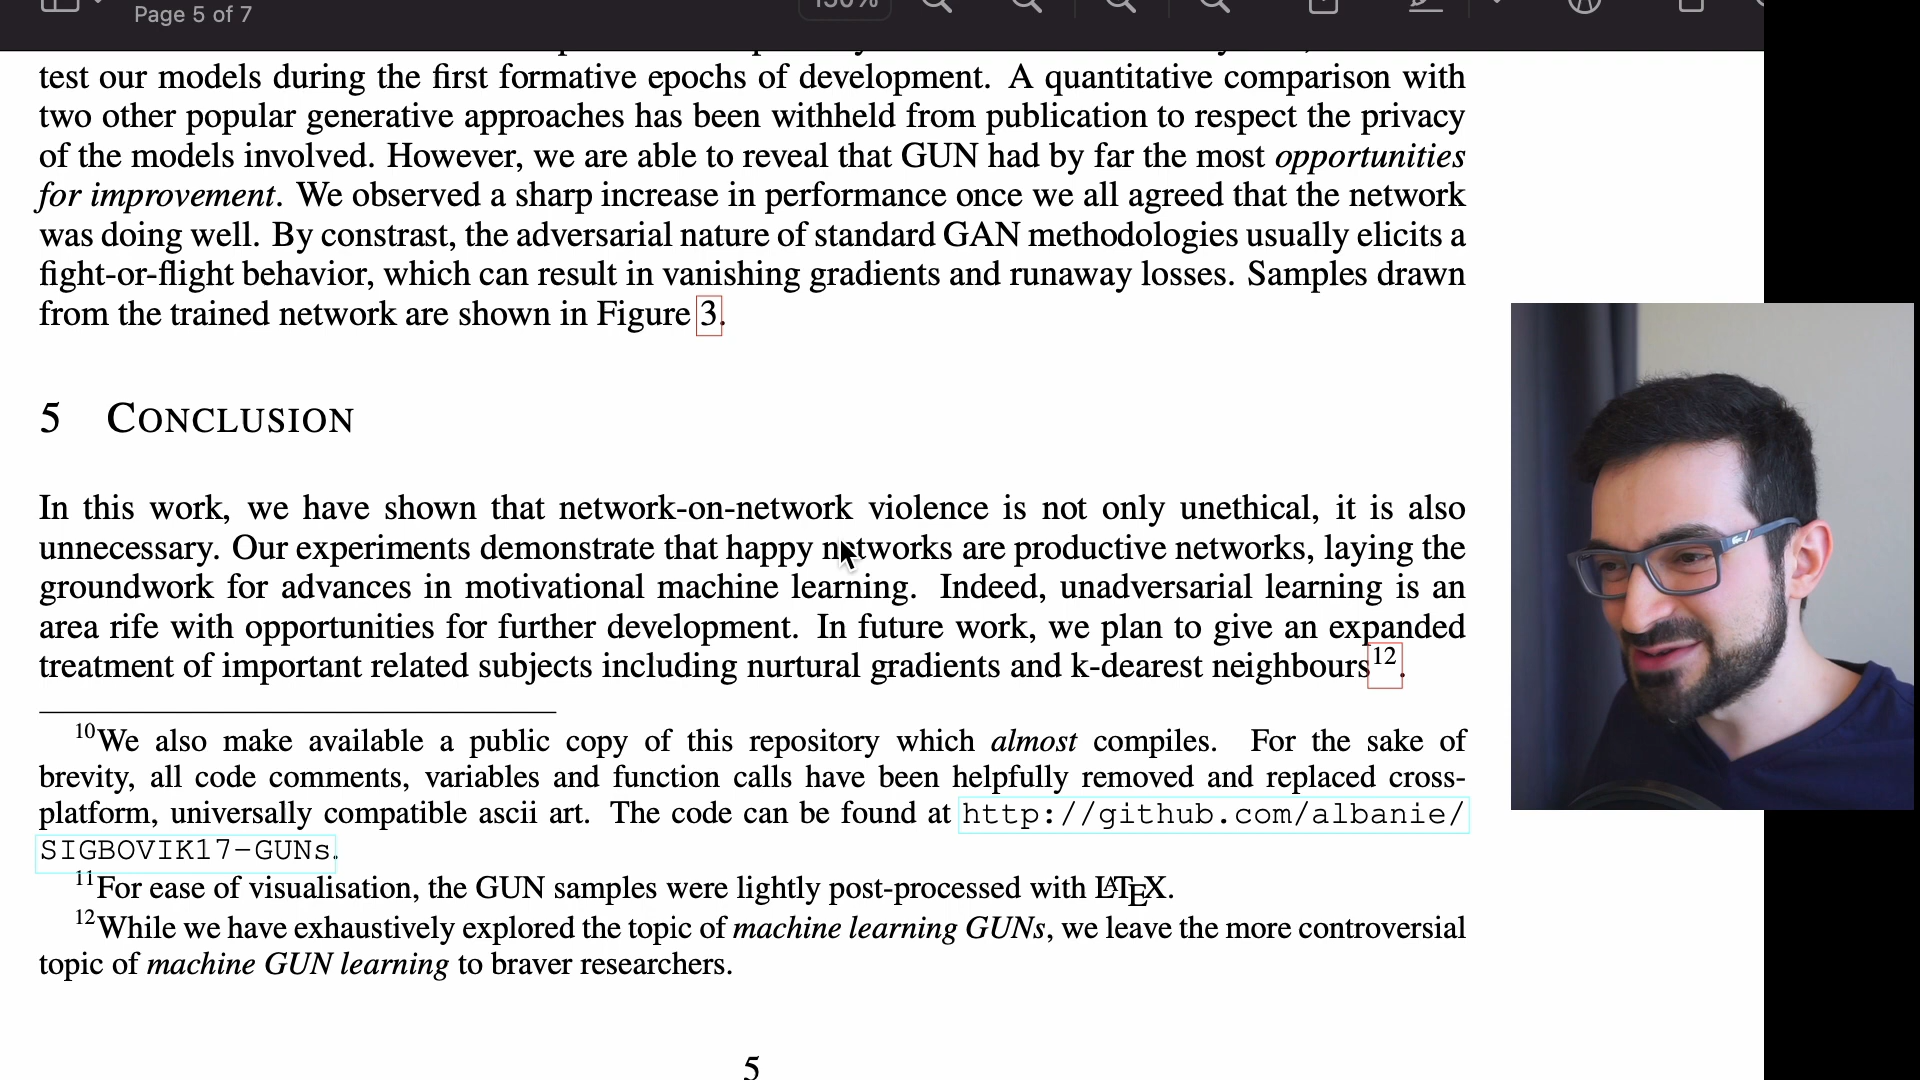 Page 5 of 7
130%
test our models during the first formative epochs of development. A quantitative comparison with
two other popular generative approaches has been withheld from publication to respect the privacy
of the models involved. However, we are able to reveal that GUN had by far the most opportunities
for improvement. We observed a sharp increase in performance once we all agreed that the network
was doing well. By constrast, the adversarial nature of standard GAN methodologies usually elicits a
fight-or-flight behavior, which can result in vanishing gradients and runaway losses. Samples drawn
from the trained network are shown in Figure 3.
5 CONCLUSION
In this work, we have shown that network-on-network violence is not only unethical, it is also
unnecessary. Our experiments demonstrate that happy networks are productive networks, laying the
groundwork for advances in motivational machine learning. Indeed, unadversarial learning is an
area rife with opportunities for further development. In future work, we plan to give an expanded
treatment of important related subjects including nurtural gradients and k-dearest neighbours12.
10We also make available a public copy of this repository which almost compiles. For the sake of
brevity, all code comments, variables and function calls have been helpfully removed and replaced cross-
platform, universally compatible ascii art. The code can be found at http://github.com/albanie/
SIGBOVIK17-GUNs.
11For ease of visualisation, the GUN samples were lightly post-processed with LATEX.
12While we have exhaustively explored the topic of machine learning GUNs, we leave the more controversial
topic of machine GUN learning to braver researchers.
5